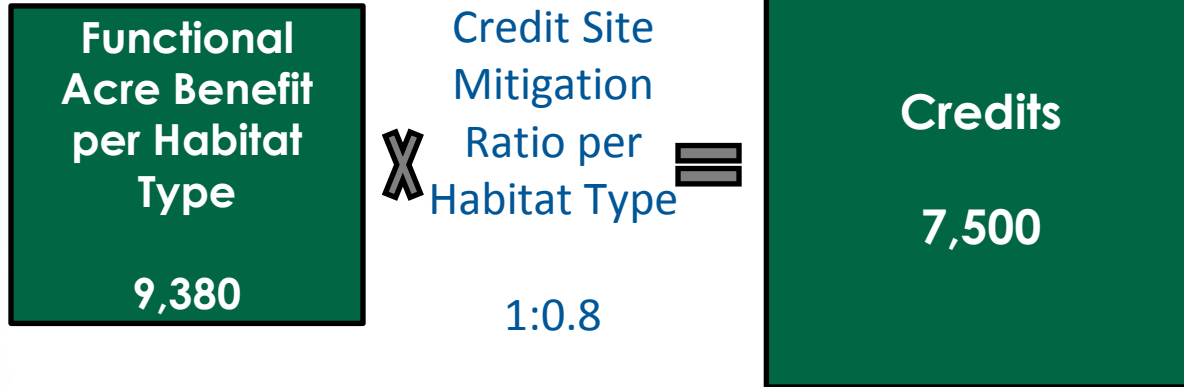 Functional
Acre Benefit
per Habitat
Type
9,380
X
Credit Site
Mitigation
Ratio per
Habitat Type
1:0.8
=
Credits
7,500